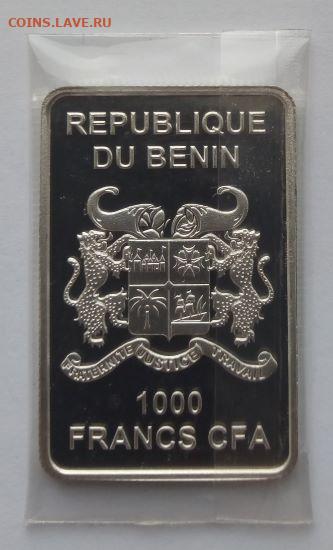 COINS.LAVE.RU
REPUBLIQUE
DU BENIN
FRATERNITE JUSTICE TRAVAIL
1000
FRANCS CFA